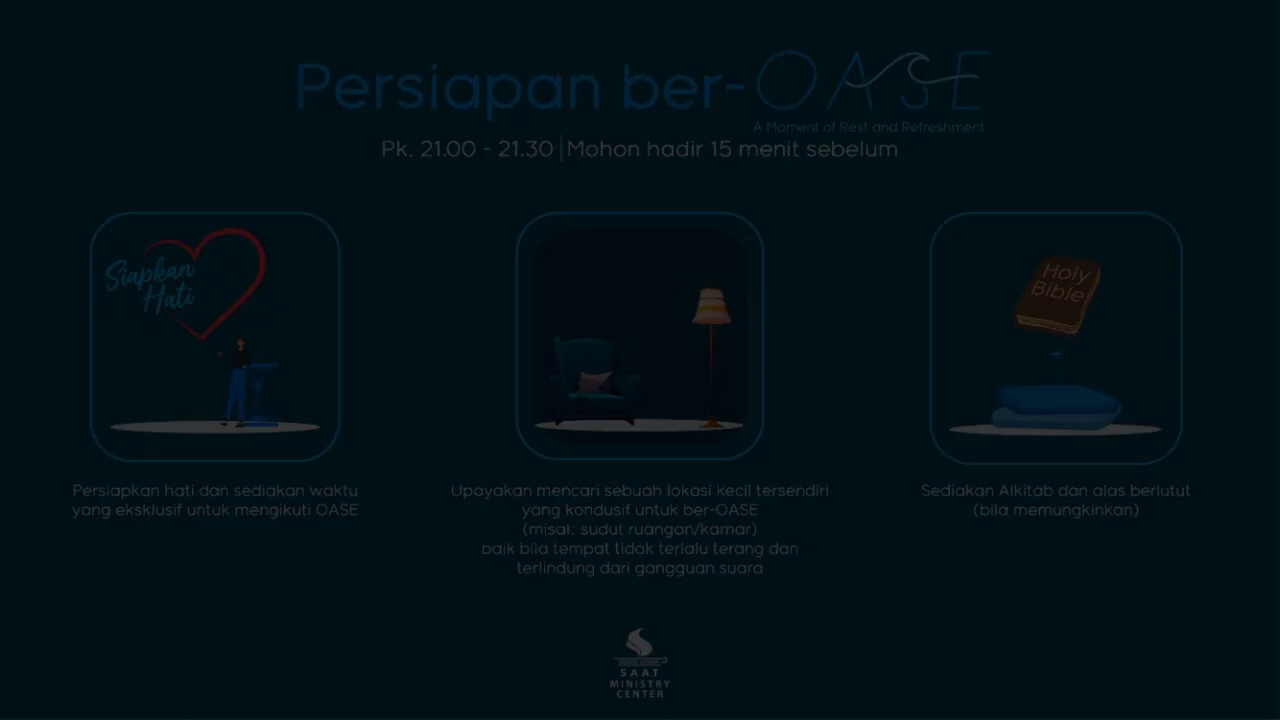 Persiapan ber-OASE
A Moment of Rest and Refreshment
Pk. 21.00 - 21.30 | Mohon hadir 15 menit sebelum
Siapkan
Hati
Holy
Bible
Persiapkan hati dan sediakan waktu
yang eksklusif untuk mengikuti OASE
Upayakan mencari sebuah lokasi kecil tersendiri
yang kondusif untuk ber-OASE
(misal: sudut ruangan/kamar)
baik bila tempat tidak terlalu terang dan
terlindung dari gangguan suara
Sediakan Alkitab dan alas berlutut
(bila memungkinkan)
SAAT
MINISTRY
CENTER